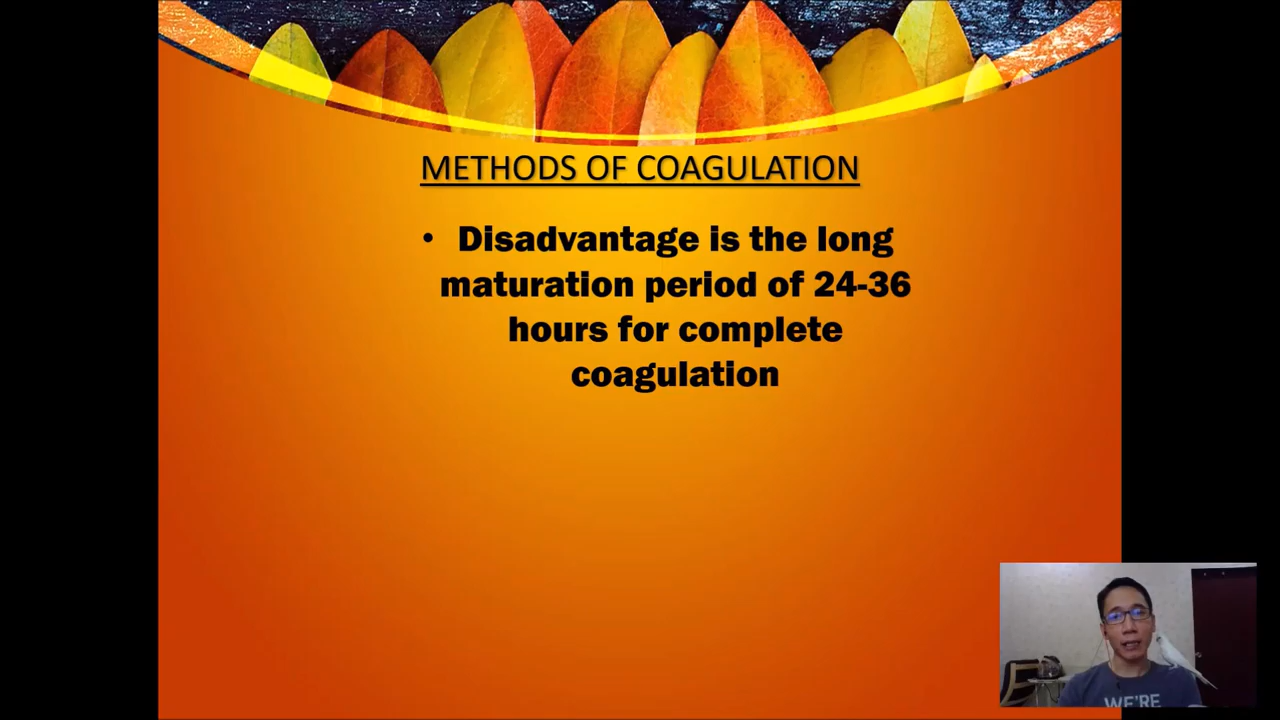 METHODS OF COAGULATION
• Disadvantage is the long
maturation period of 24-36
hours for complete
coagulation
WE'RE